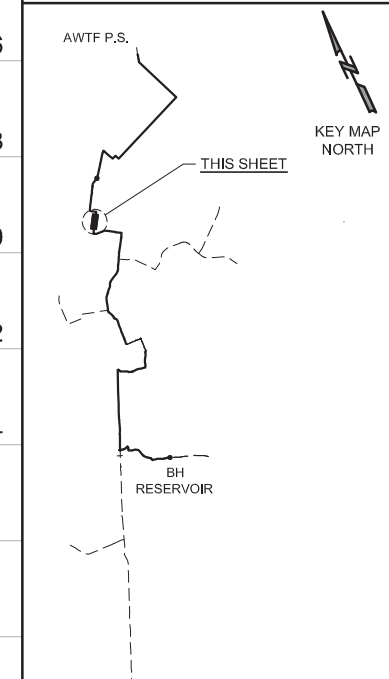 AWTF P.S.
KEY MAP
NORTH
THIS SHEET
BH
RESERVOIR